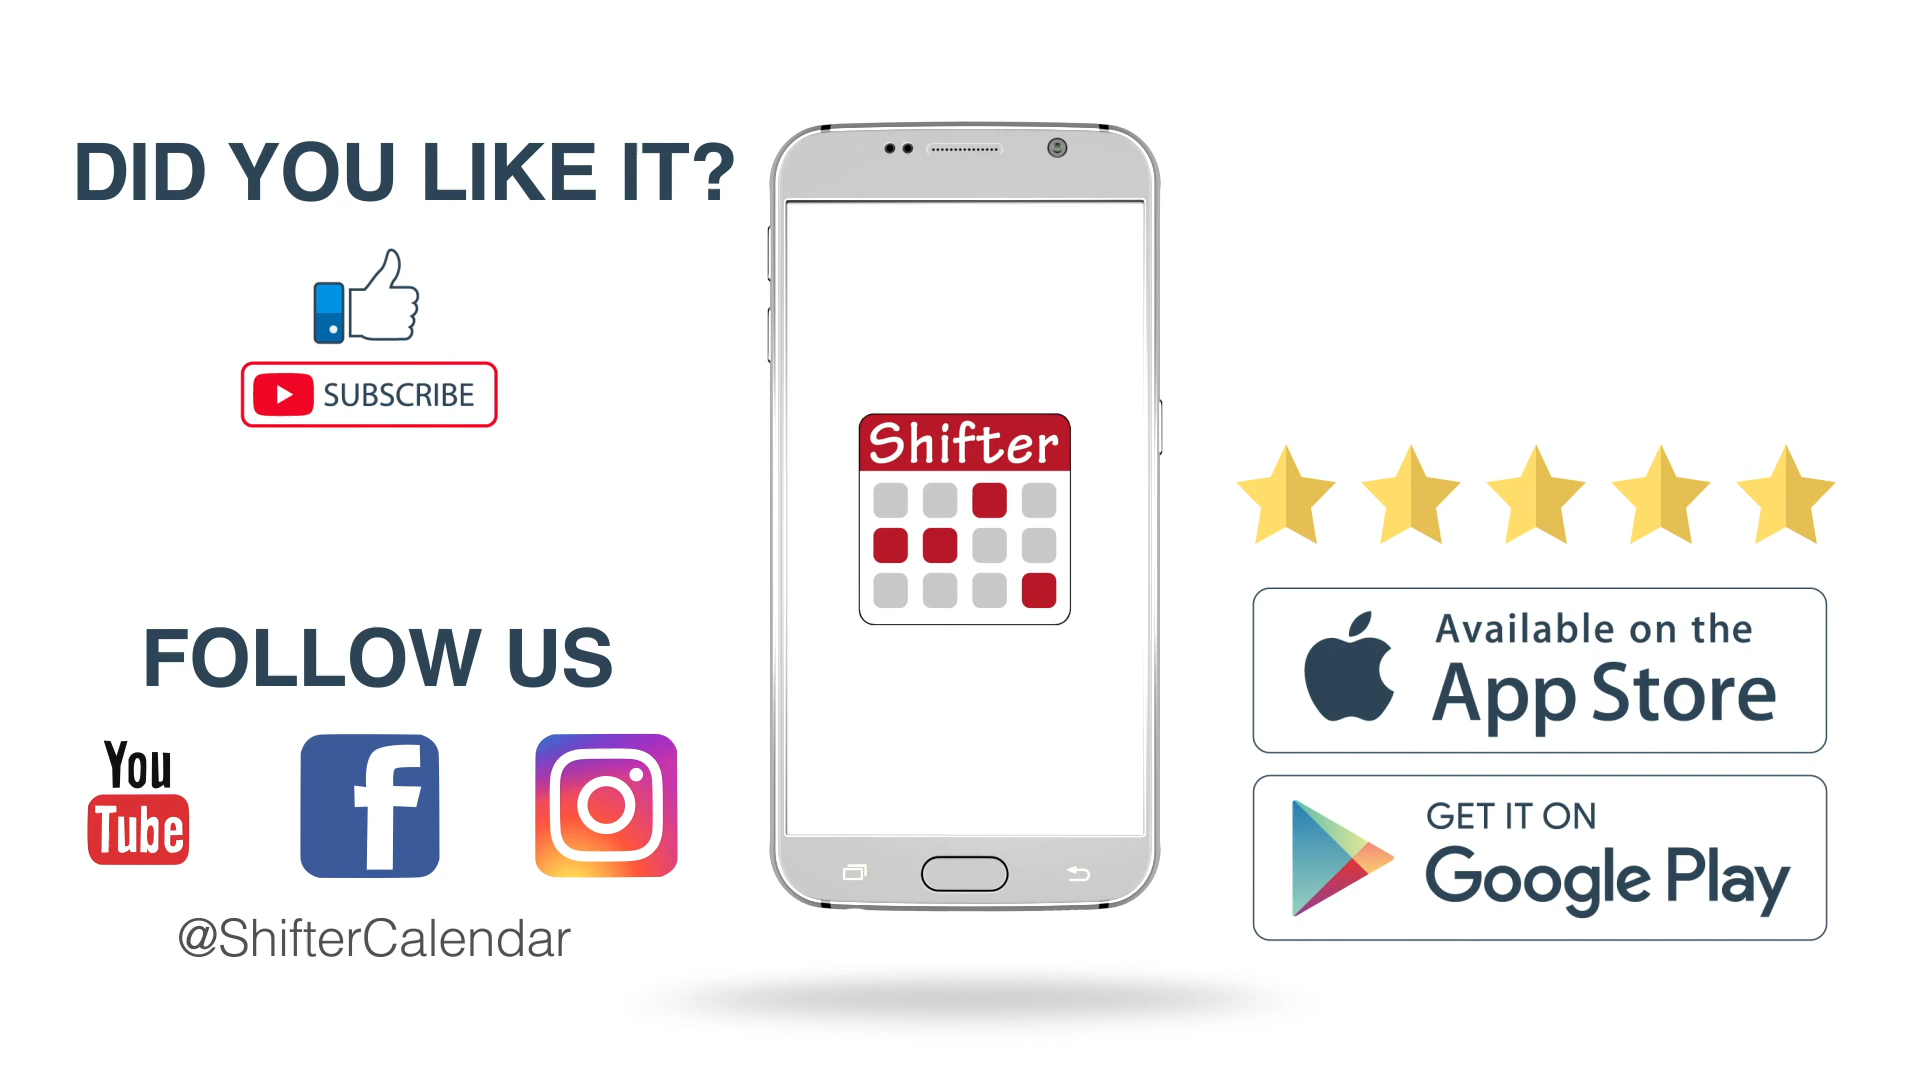 DID YOU LIKE IT?
SUBSCRIBE
FOLLOW US
You
Tube
@ShifterCalendar
Shifter
Available on the
App Store
GET IT ON
Google Play